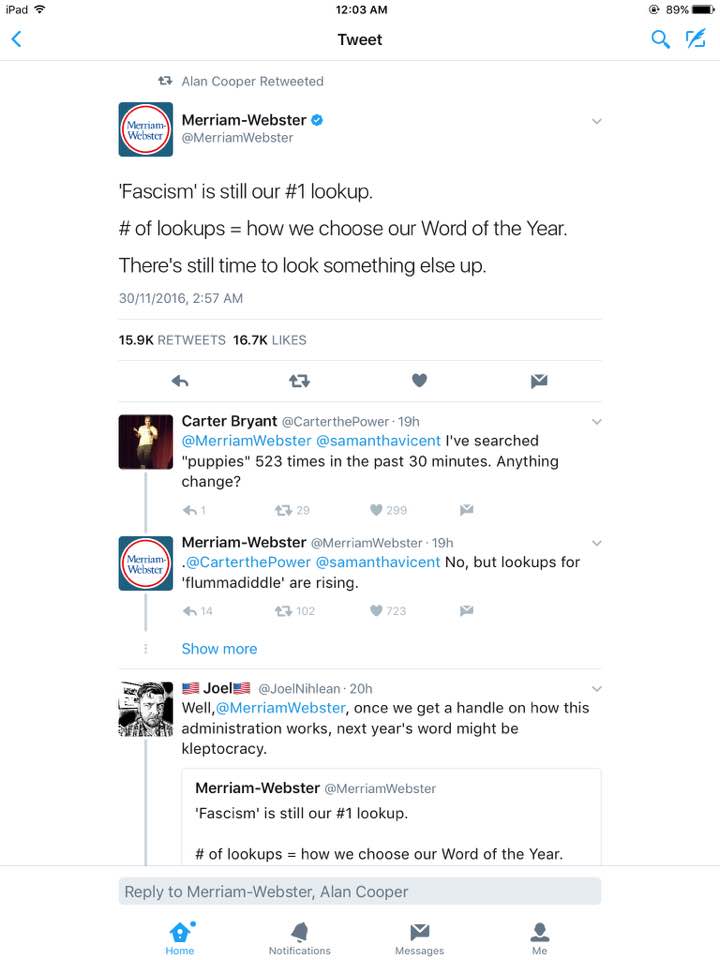 iPad 12:03 AM 89%
Tweet
Alan Cooper Retweeted
Merriam-Webster
Merriam-Webster
@MerriamWebster
'Fascism' is still our #1 lookup.
# of lookups = how we choose our Word of the Year.
There's still time to look something else up.
30/11/2016, 2:57 AM
15.9K RETWEETS 16.7K LIKES
Carter Bryant @CarterthePower · 19h
@MerriamWebster @samanthavicent I've searched
"puppies" 523 times in the past 30 minutes. Anything
change?
1 29 299
Merriam-Webster
Merriam-Webster @MerriamWebster · 19h
.@CarterthePower @samanthavicent No, but lookups for
'flummadiddle' are rising.
14 102 723
Show more
🇺🇸 Joel🇺🇸 @JoelNihlean · 20h
Well,@MerriamWebster, once we get a handle on how this
administration works, next year's word might be
kleptocracy.
Merriam-Webster @MerriamWebster
'Fascism' is still our #1 lookup.
# of lookups = how we choose our Word of the Year.
Reply to Merriam-Webster, Alan Cooper
Home Notifications Messages Me